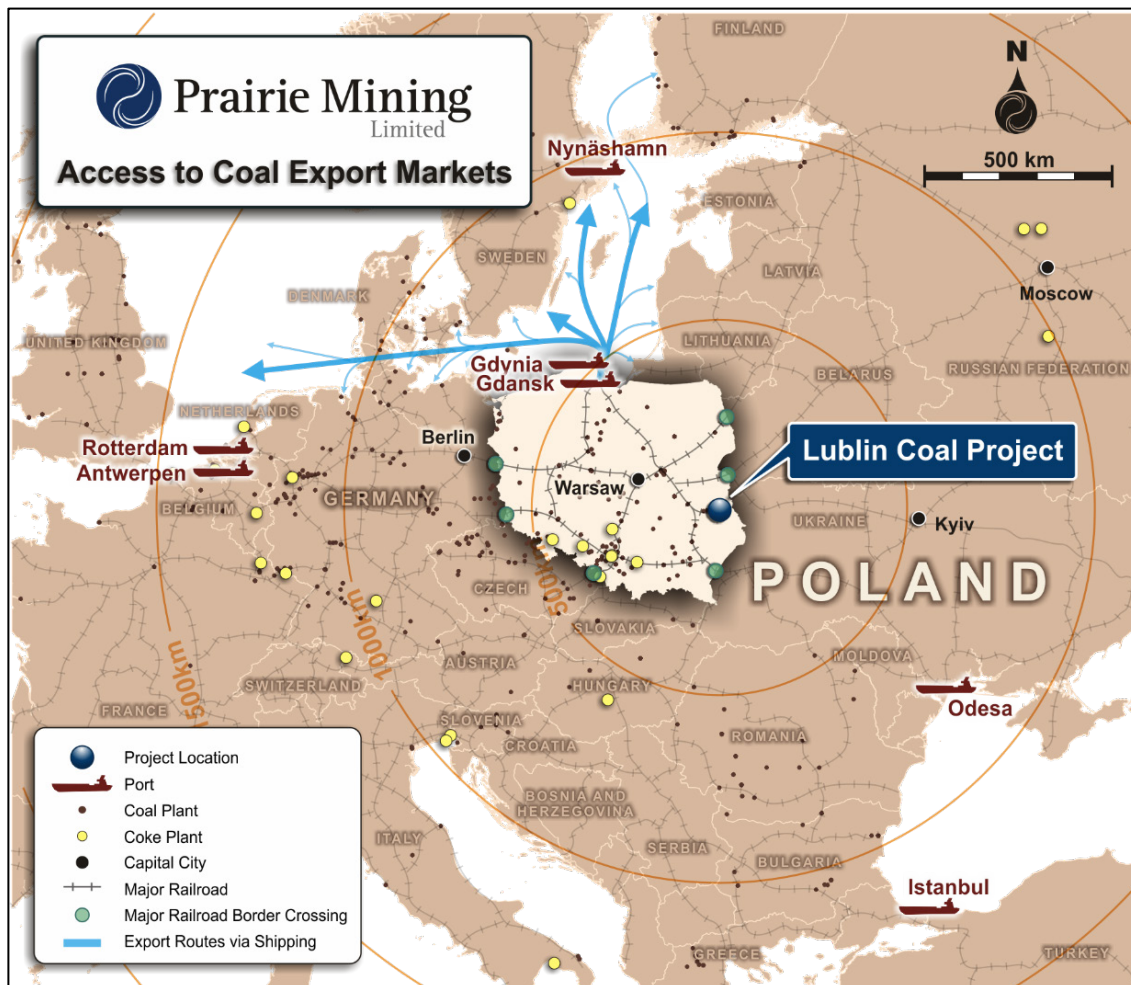 Prairie Mining
Limited
Access to Coal Export Markets
N
500 km
FINLAND
Nynäshamn
ESTONIA
SWEDEN
LATVIA
Moscow
DENMARK
UNITED KINGDOM
LITHUANIA
Gdynia
Gdansk
BELARUS
RUSSIAN FEDERATION
NETHERLANDS
Berlin
Rotterdam
Antwerpen
Lublin Coal Project
Warsaw
GERMANY
BELGIUM
UKRAINE
Kyiv
POLAND
CZECH
500km
1000km
1500km
SLOVAKIA
AUSTRIA
MOLDOVA
SWITZERLAND
HUNGARY
FRANCE
Odesa
SLOVENIA
CROATIA
ROMANIA
BOSNIA AND
HERZEGOVINA
ITALY
SERBIA
BULGARIA
Istanbul
GREECE
TURKEY
Project Location
Port
Coal Plant
Coke Plant
Capital City
Major Railroad
Major Railroad Border Crossing
Export Routes via Shipping